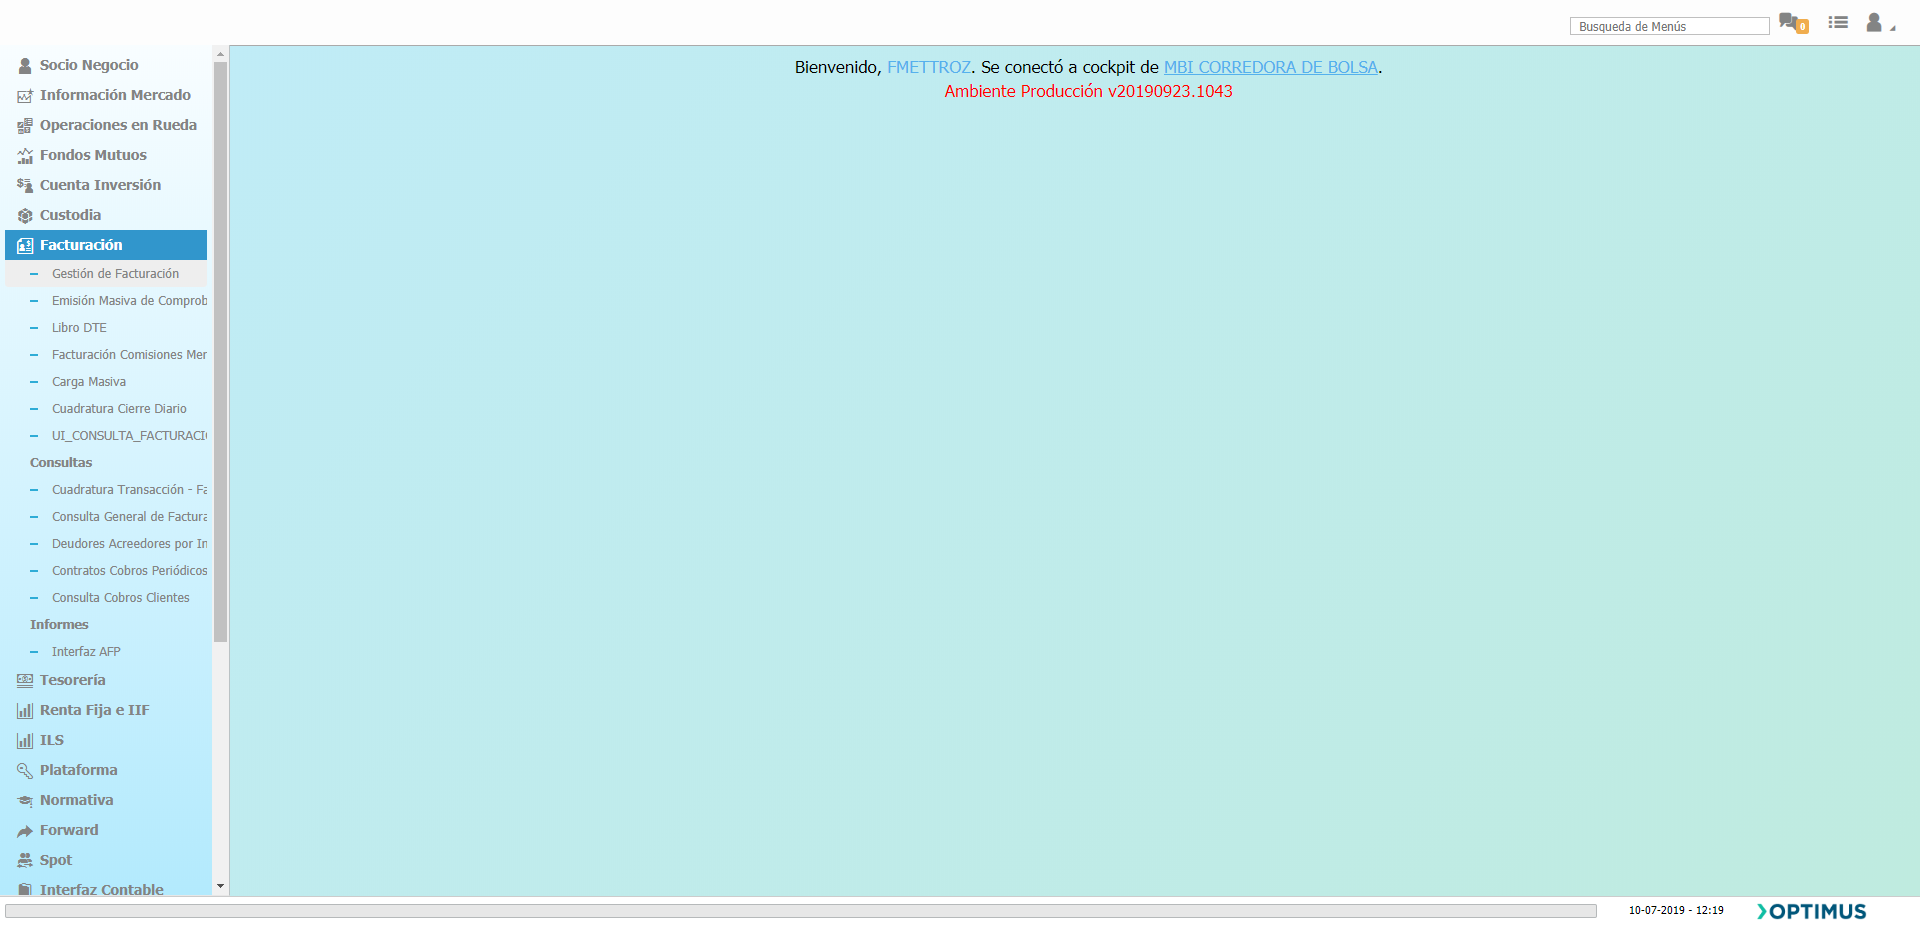 Busqueda de Menús
0
Socio Negocio
Información Mercado
Operaciones en Rueda
Fondos Mutuos
Cuenta Inversión
Custodia
Facturación
Gestión de Facturación
Emisión Masiva de Comprob
Libro DTE
Facturación Comisiones Mer
Carga Masiva
Cuadratura Cierre Diario
UI_CONSULTA_FACTURACI
Consultas
Cuadratura Transacción - Fa
Consulta General de Factura
Deudores Acreedores por In
Contratos Cobros Periódicos
Consulta Cobros Clientes
Informes
Interfaz AFP
Tesorería
Renta Fija e IIF
ILS
Plataforma
Normativa
Forward
Spot
Interfaz Contable
Bienvenido, FMETTROZ. Se conectó a cockpit de MBI CORREDORA DE BOLSA.
Ambiente Producción v20190923.1043
10-07-2019 - 12:19
OPTIMUS